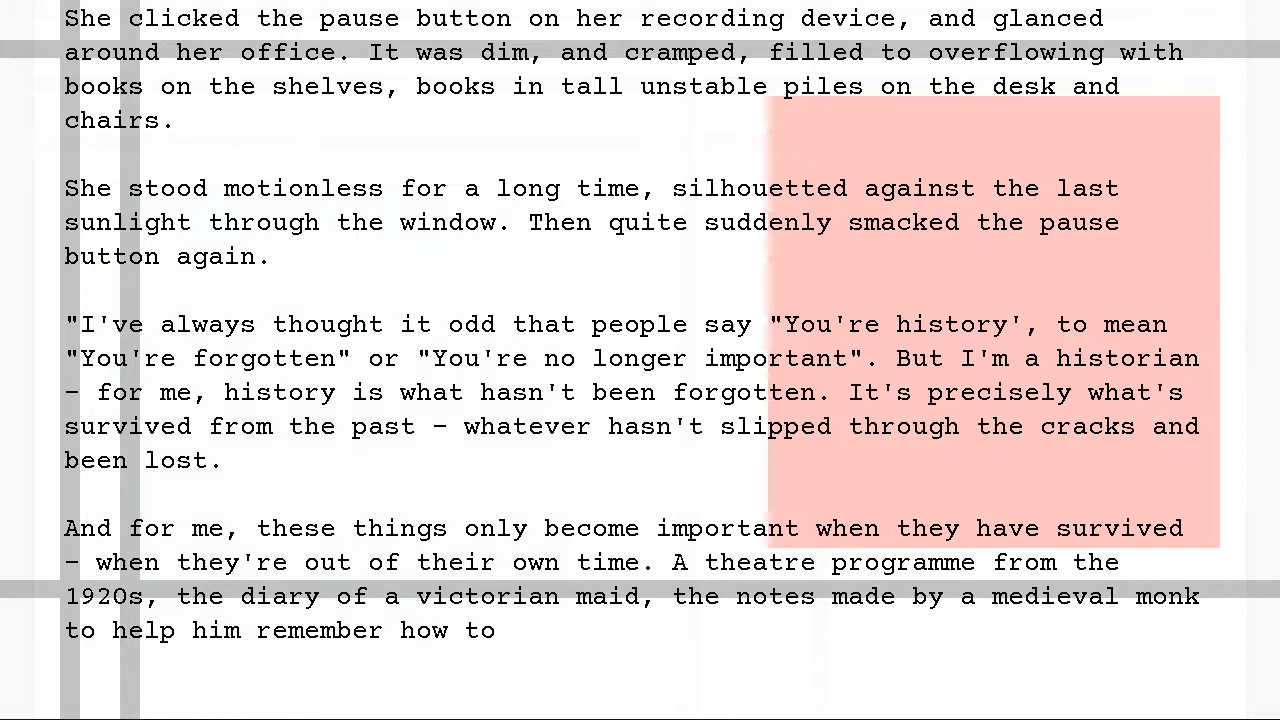 She clicked the pause button on her recording device, and glanced
around her office. It was dim, and cramped, filled to overflowing with
books on the shelves, books in tall unstable piles on the desk and
chairs.
She stood motionless for a long time, silhouetted against the last
sunlight through the window. Then quite suddenly smacked the pause
button again.
"I've always thought it odd that people say "You're history', to mean
"You're forgotten" or "You're no longer important". But I'm a historian
– for me, history is what hasn't been forgotten. It's precisely what's
survived from the past – whatever hasn't slipped through the cracks and
been lost.
And for me, these things only become important when they have survived
– when they're out of their own time. A theatre programme from the
1920s, the diary of a victorian maid, the notes made by a medieval monk
to help him remember how to